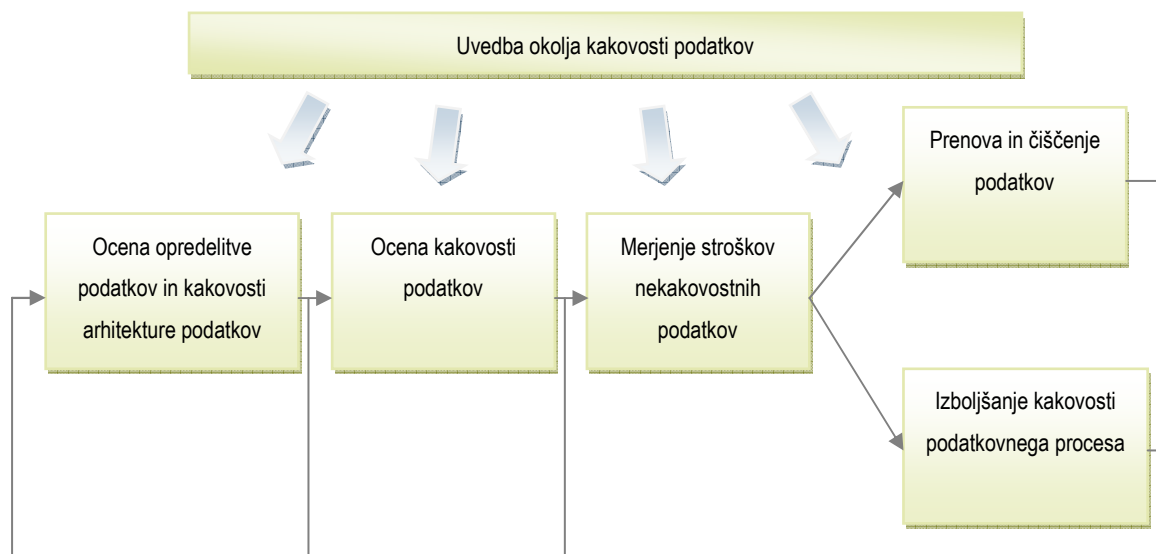 Uvedba okolja kakovosti podatkov
Ocena opredelitve
podatkov in kakovosti
arhitekture podatkov
Ocena kakovosti
podatkov
Merjenje stroškov
nekakovostnih
podatkov
Prenova in čiščenje
podatkov
Izboljšanje kakovosti
podatkovnega procesa